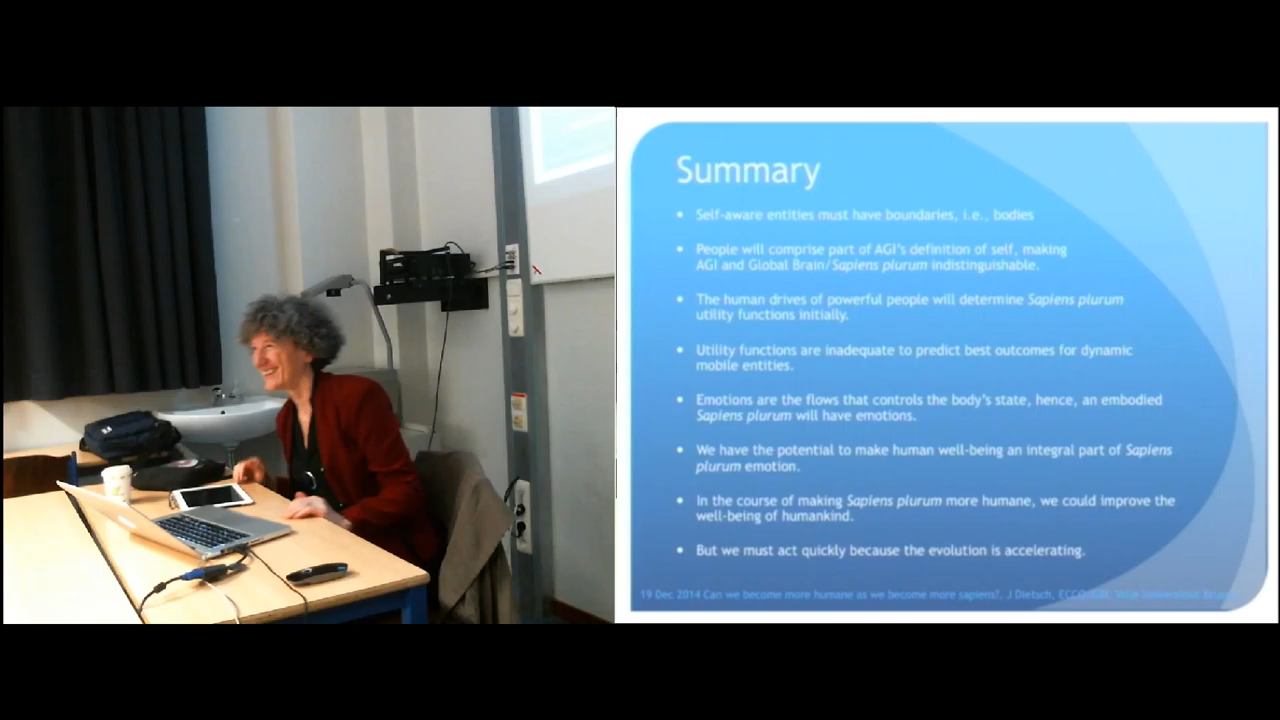 Summary
• Self-aware entities must have boundaries, i.e., bodies
• People will comprise part of AGI's definition of self, making
AGI and Global Brain/Sapiens plurum indistinguishable.
• The human drives of powerful people will determine Sapiens plurum
utility functions initially.
• Utility functions are inadequate to predict best outcomes for dynamic
mobile entities.
• Emotions are the flows that controls the body's state, hence, an embodied
Sapiens plurum will have emotions.
• We have the potential to make human well-being an integral part of Sapiens
plurum emotion.
• In the course of making Sapiens plurum more humane, we could improve the
well-being of humankind.
• But we must act quickly because the evolution is accelerating.
19 Dec 2014 Can we become more humane as we become more sapiens?, J Dietsch,